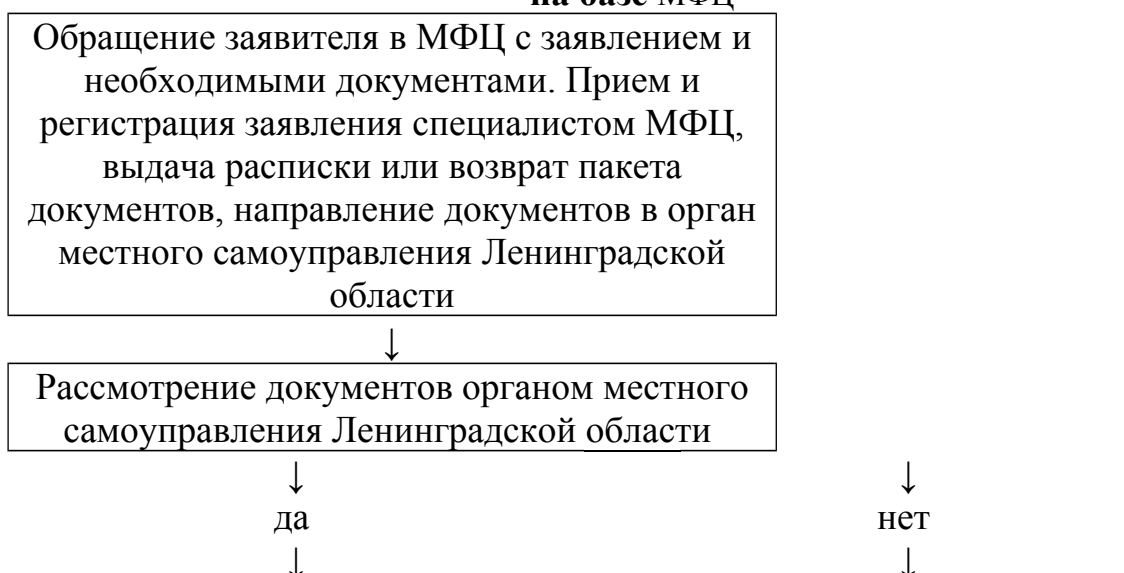 на базе МФЦ
Обращение заявителя в МФЦ с заявлением и
необходимыми документами. Прием и
регистрация заявления специалистом МФЦ,
выдача расписки или возврат пакета
документов, направление документов в орган
местного самоуправления Ленинградской
области
↓
Рассмотрение документов органом местного
самоуправления Ленинградской области
↓ ↓
да нет
↓ ↓